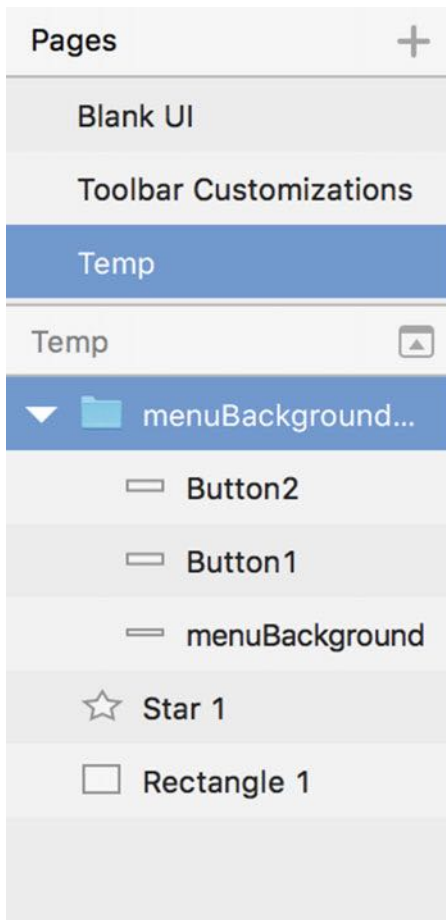 Pages
Blank UI
Toolbar Customizations
Temp
Temp
menuBackground...
Button2
Button1
menuBackground
Star 1
Rectangle 1